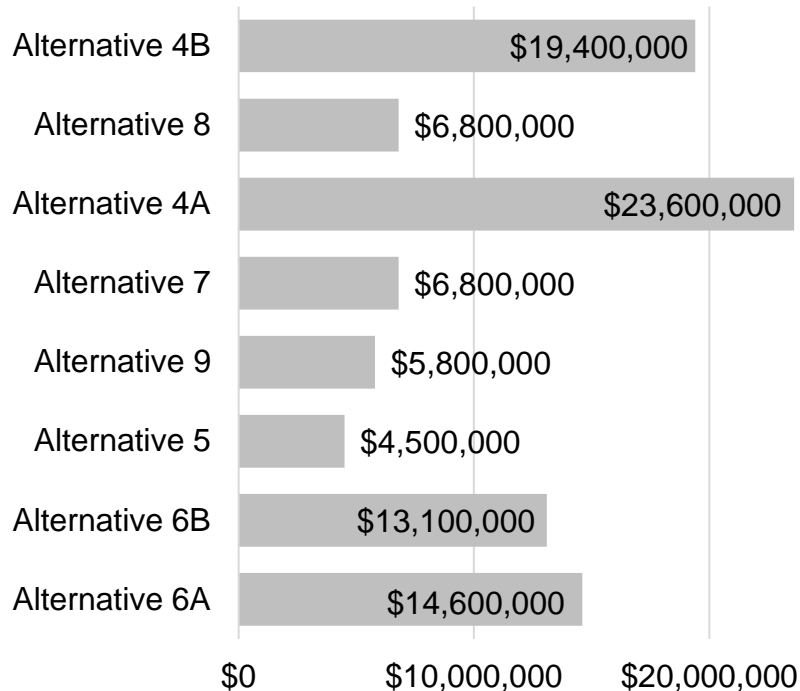 Alternative 4B $19,400,000
Alternative 8 $6,800,000
Alternative 4A $23,600,000
Alternative 7 $6,800,000
Alternative 9 $5,800,000
Alternative 5 $4,500,000
Alternative 6B $13,100,000
Alternative 6A $14,600,000
$0 $10,000,000 $20,000,000